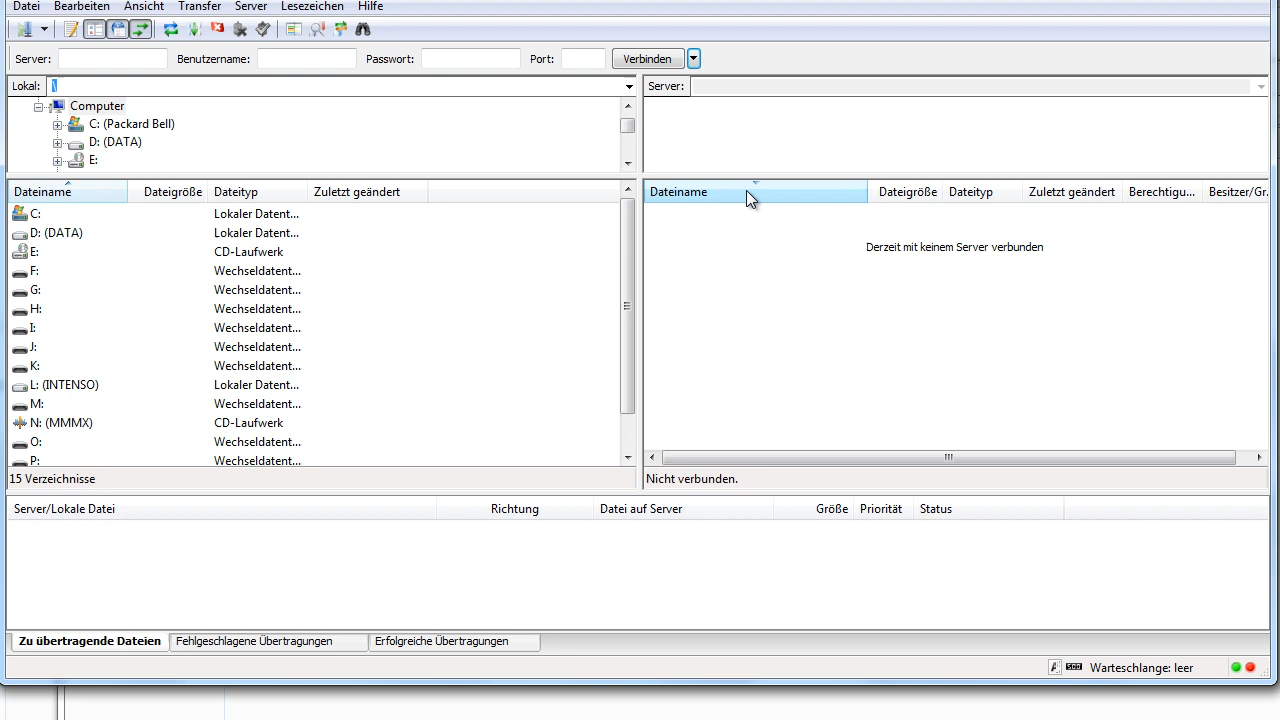 Datei Bearbeiten Ansicht Transfer Server Lesezeichen Hilfe
Server: Benutzername: Passwort: Port: Verbinden
Lokal: \
Server:
Computer
C: (Packard Bell)
D: (DATA)
E:
Dateiname Dateigröße Dateityp Zuletzt geändert
C: Lokaler Datent...
D: (DATA) Lokaler Datent...
E: CD-Laufwerk
F: Wechseldatent...
G: Wechseldatent...
H: Wechseldatent...
I: Wechseldatent...
J: Wechseldatent...
K: Wechseldatent...
L: (INTENSO) Lokaler Datent...
M: Wechseldatent...
N: (MMMX) CD-Laufwerk
O: Wechseldatent...
P: Wechseldatent...
15 Verzeichnisse
Dateiname Dateigröße Dateityp Zuletzt geändert Berechtigu... Besitzer/Gr.
Derzeit mit keinem Server verbunden
Nicht verbunden.
Server/Lokale Datei Richtung Datei auf Server Größe Priorität Status
Zu übertragende Dateien Fehlgeschlagene Übertragungen Erfolgreiche Übertragungen
Warteschlange: leer